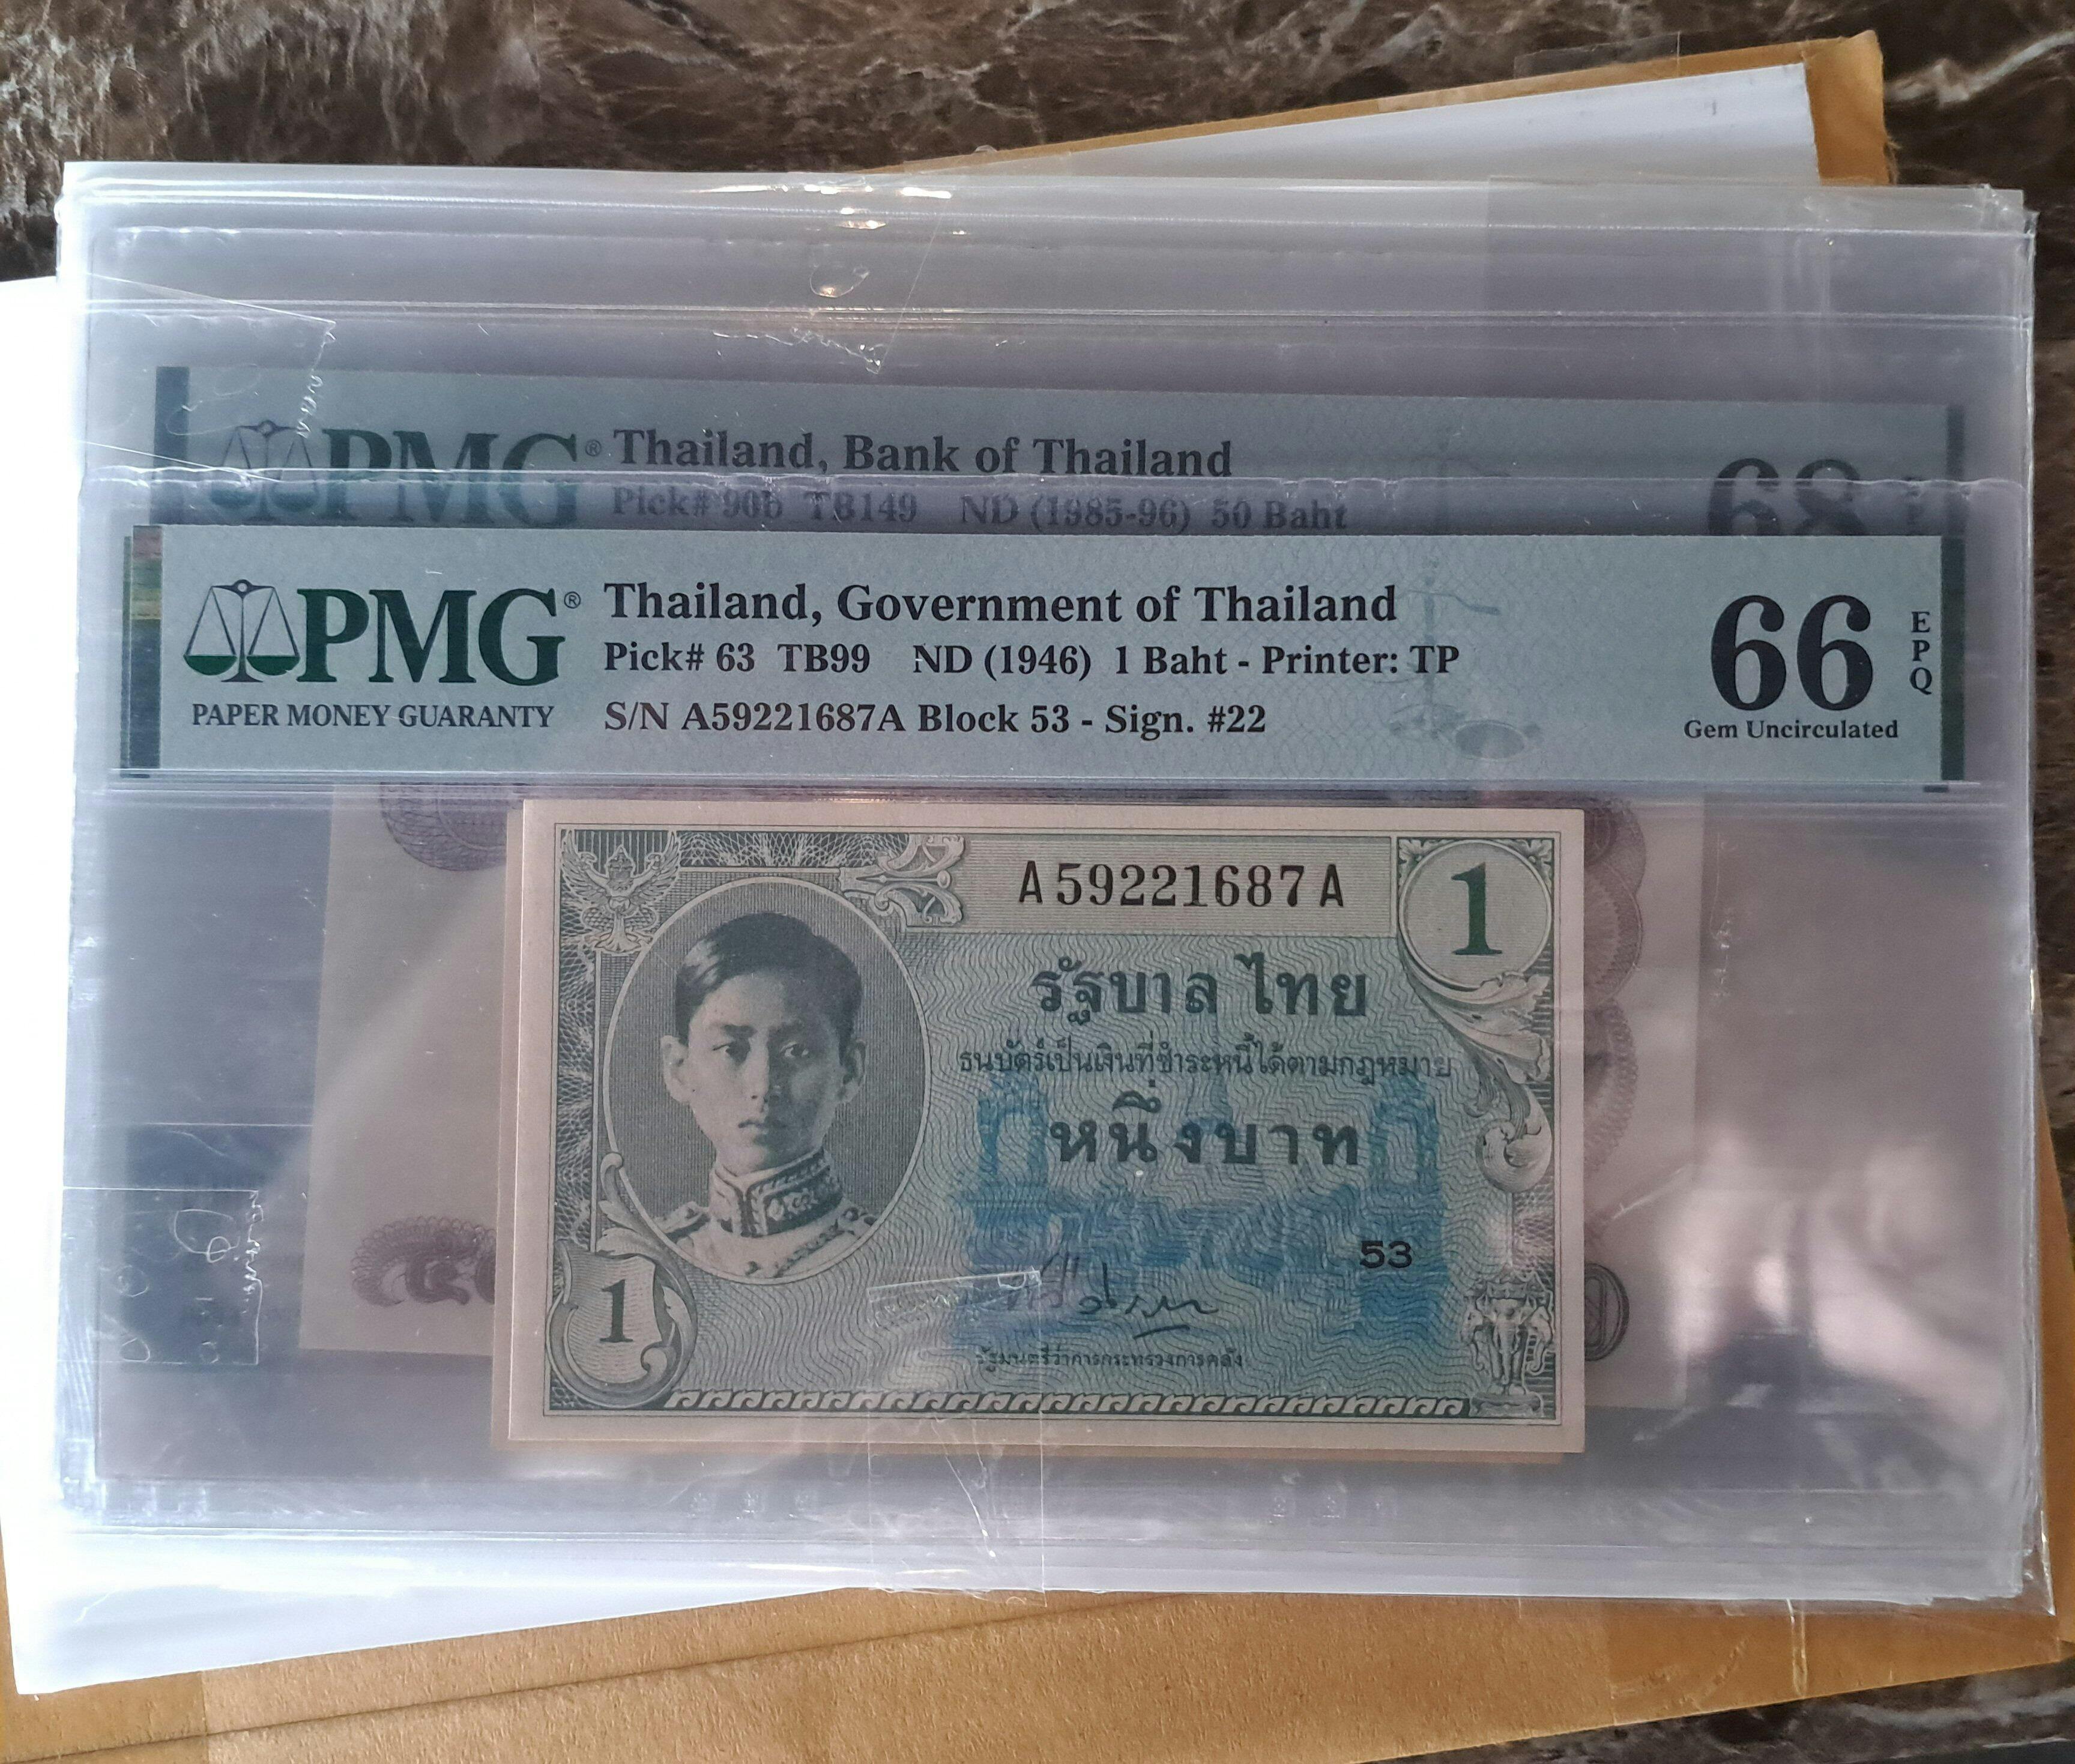 PMG® Thailand, Bank of Thailand
Pick# 90b TB149 ND (1985-96) 50 Baht
68
PMG®
PAPER MONEY GUARANTY
Thailand, Government of Thailand
Pick# 63 TB99 ND (1946) 1 Baht - Printer: TP
S/N A59221687A Block 53 - Sign. #22
66
EPQ
Gem Uncirculated
A59221687A
1
รัฐบาลไทย
ธนบัตร์เป็นเงินที่ชำระหนี้ได้ตามกฎหมาย
หนึ่งบาท
53
รัฐมนตรีว่าการกระทรวงการคลัง
1